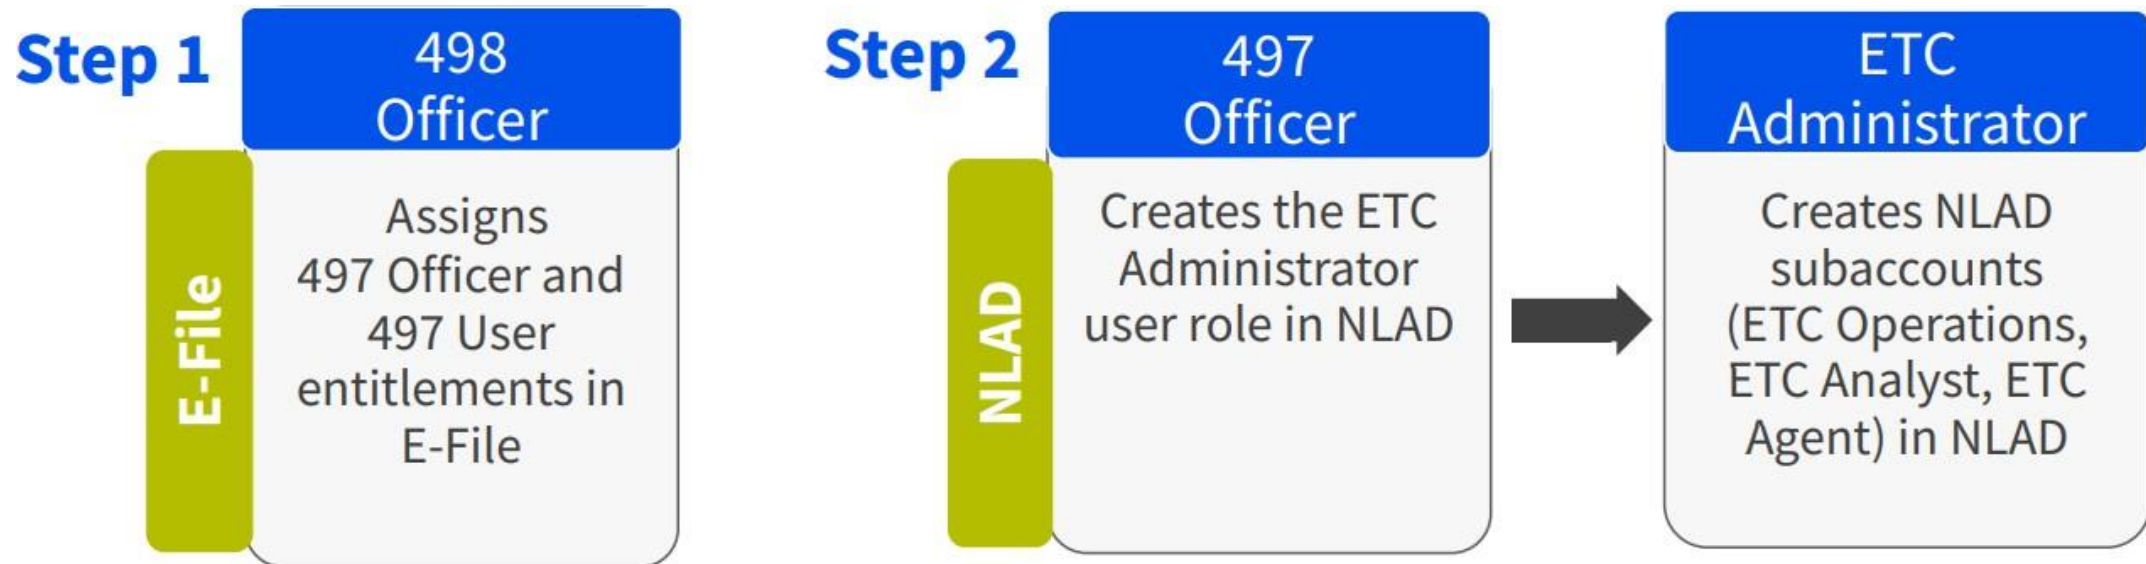 Step 1
498
Officer
E-File
Assigns
497 Officer and
497 User
entitlements in
E-File
Step 2
497
Officer
NLAD
Creates the ETC
Administrator
user role in NLAD
ETC
Administrator
Creates NLAD
subaccounts
(ETC Operations,
ETC Analyst, ETC
Agent) in NLAD